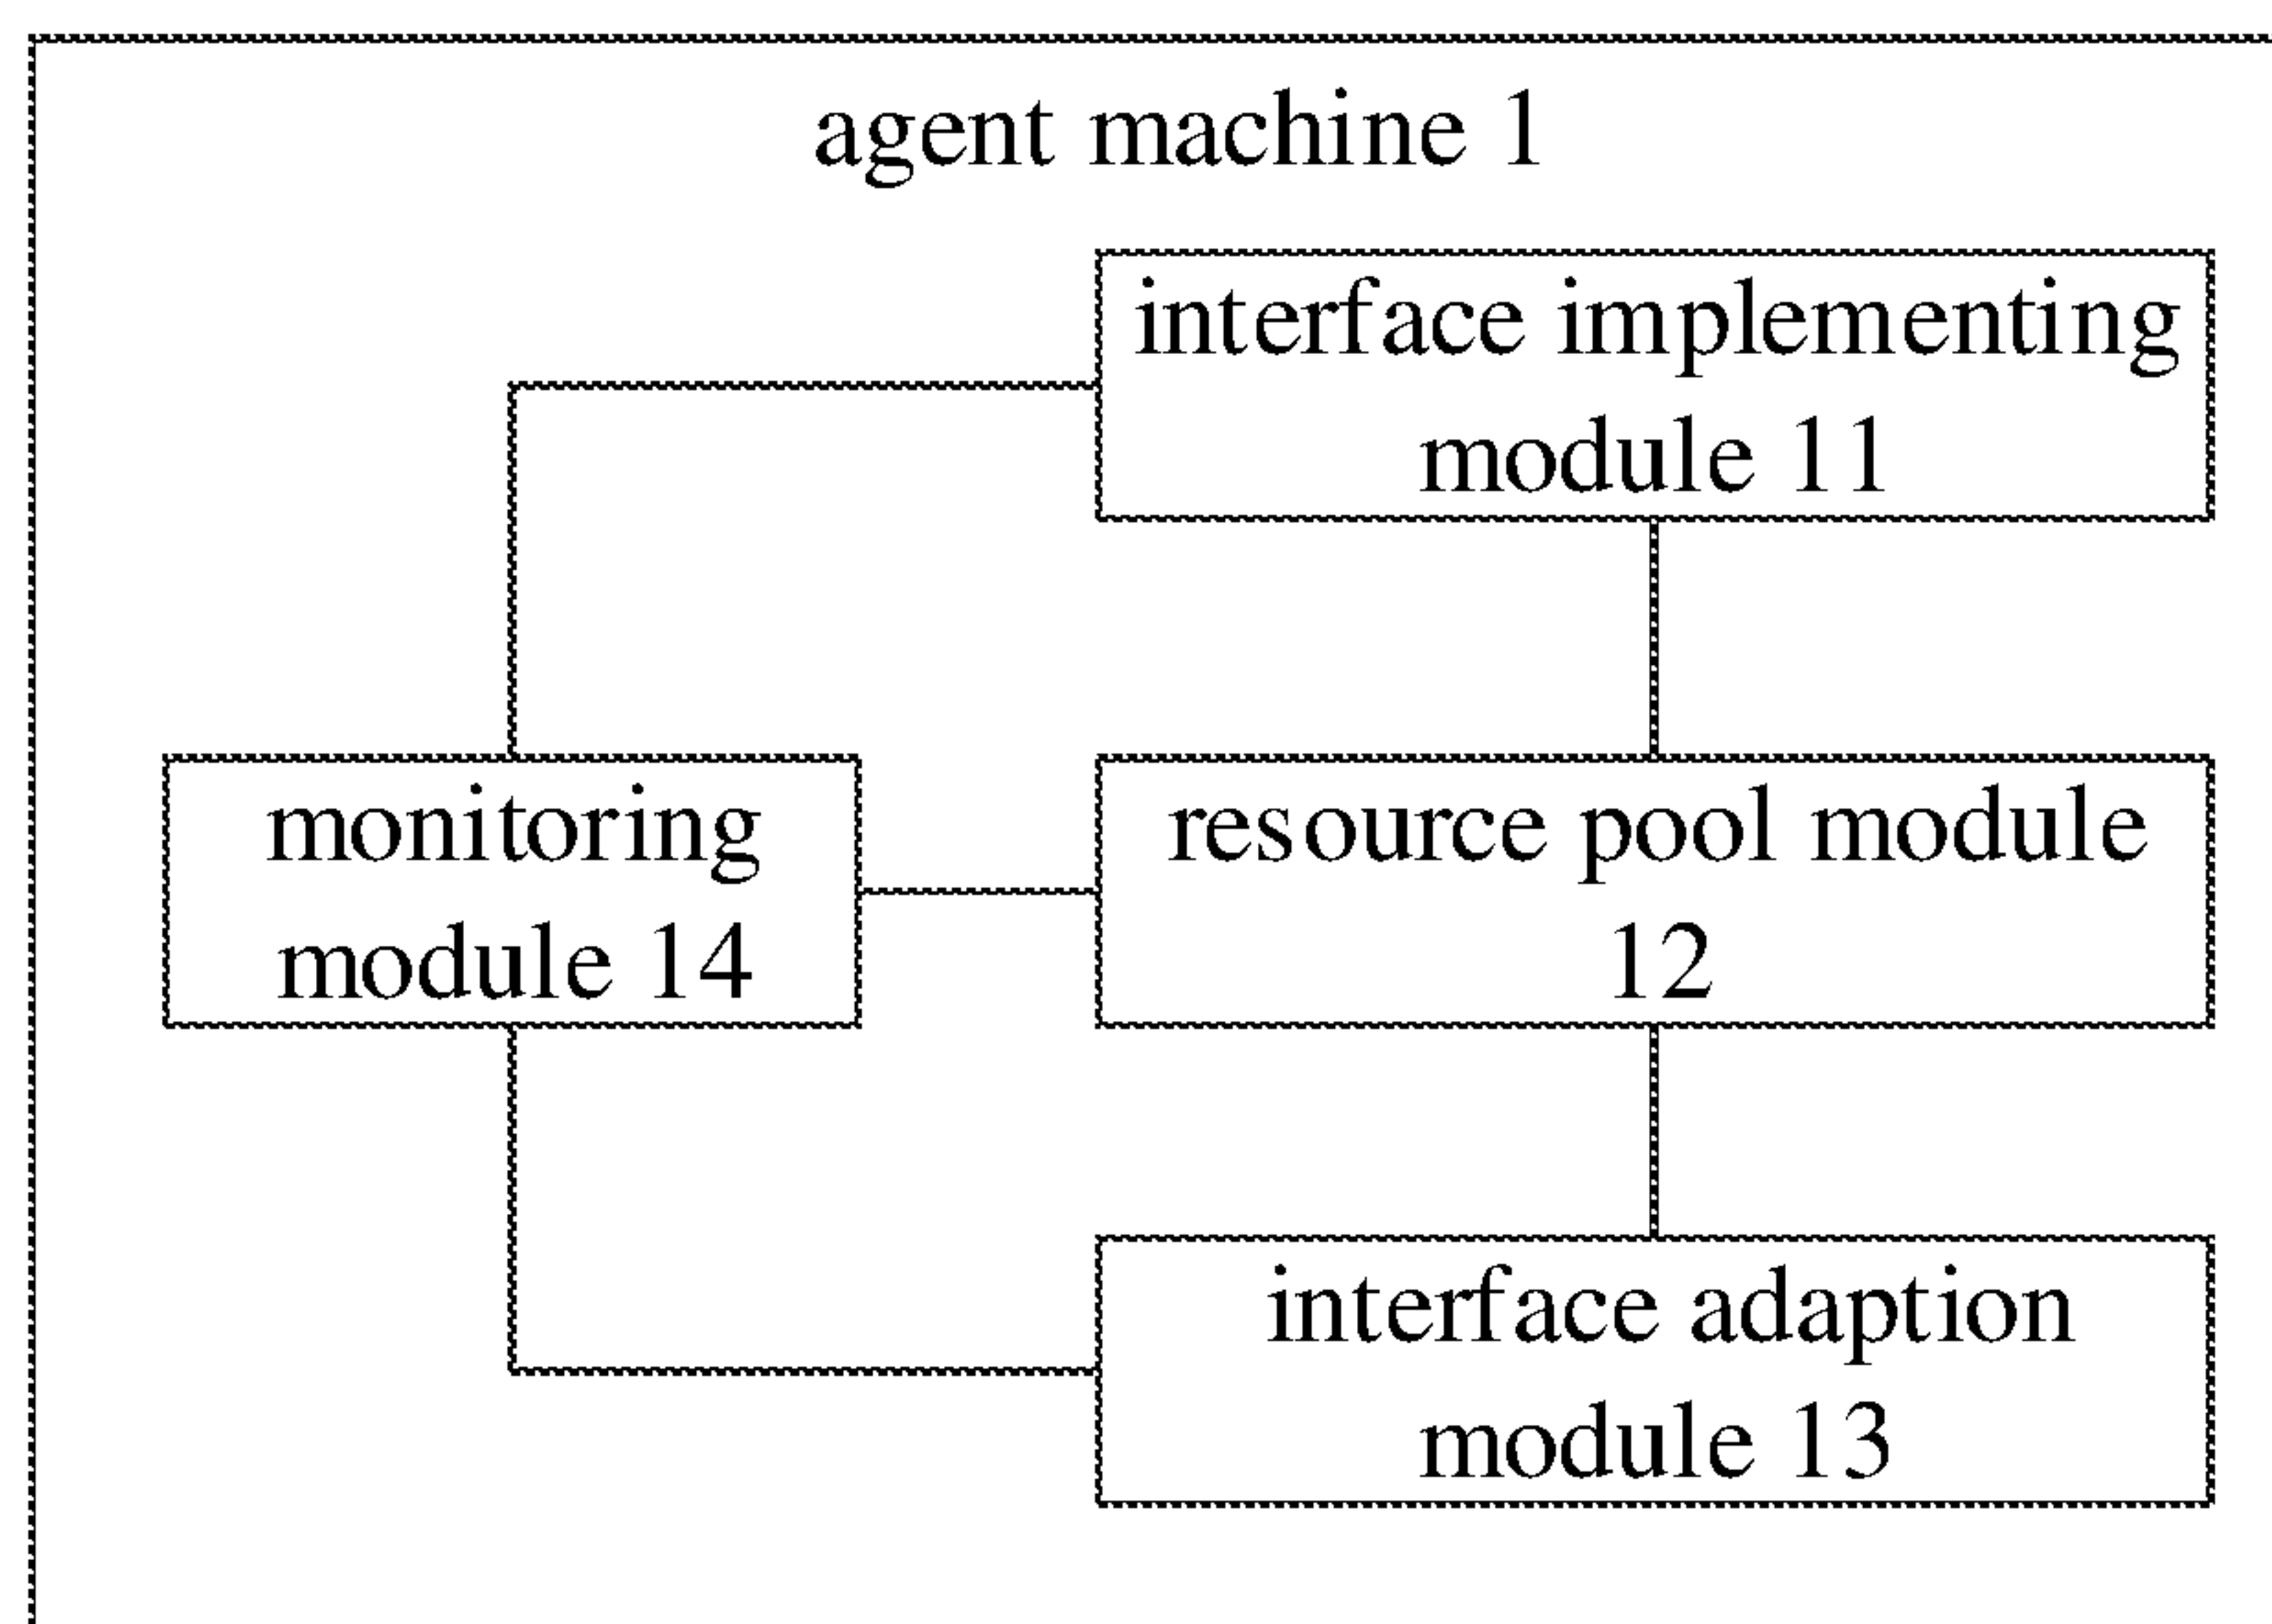 agent machine 1
interface implementing
module 11
monitoring
module 14
resource pool module
12
interface adaption
module 13